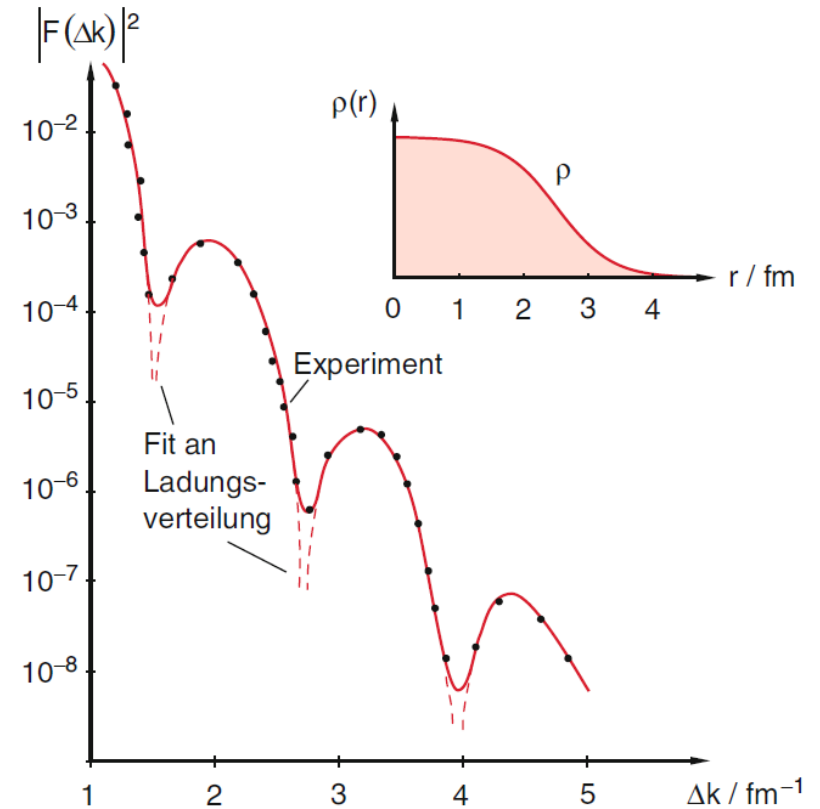 |F(Δk)|²
10⁻²
10⁻³
10⁻⁴
10⁻⁵
10⁻⁶
10⁻⁷
10⁻⁸
ρ(r)
ρ
r / fm
0 1 2 3 4
Experiment
Fit an
Ladungs-
verteilung
1 2 3 4 5 Δk / fm⁻¹